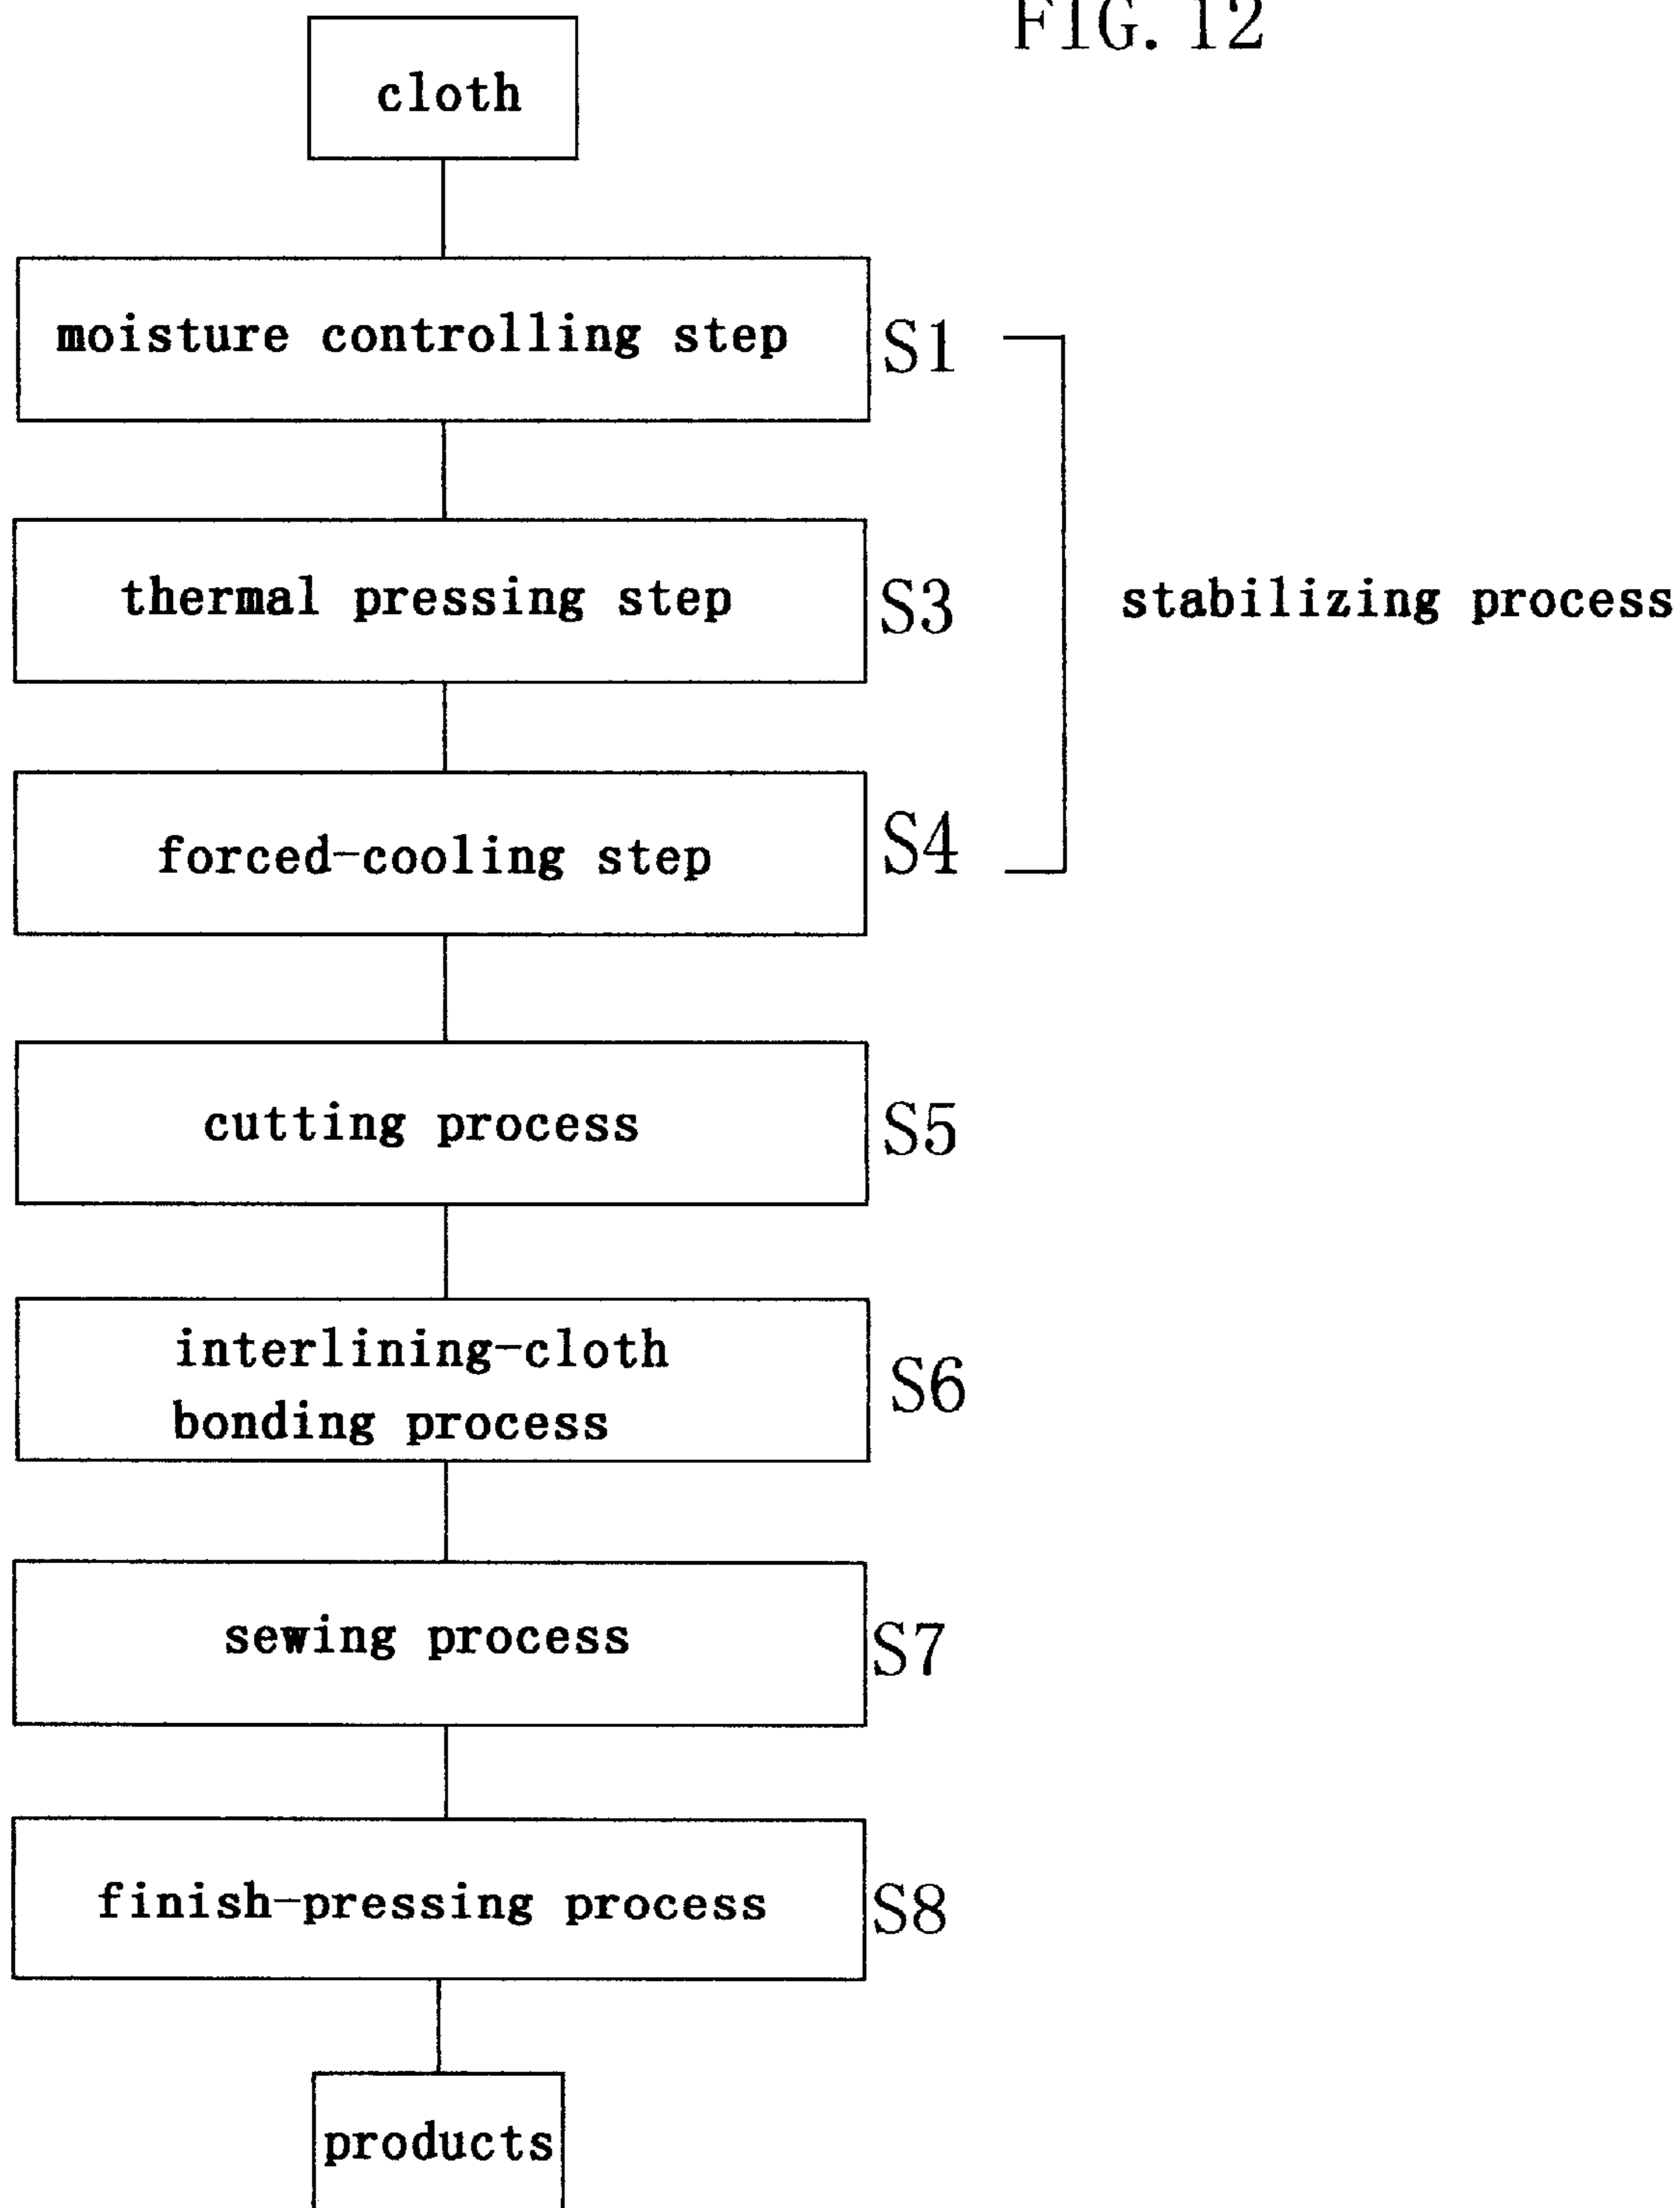 FIG. 12
cloth
moisture controlling step S1
thermal pressing step S3
stabilizing process
forced-cooling step S4
cutting process S5
interlining-cloth
bonding process S6
sewing process S7
finish-pressing process S8
products